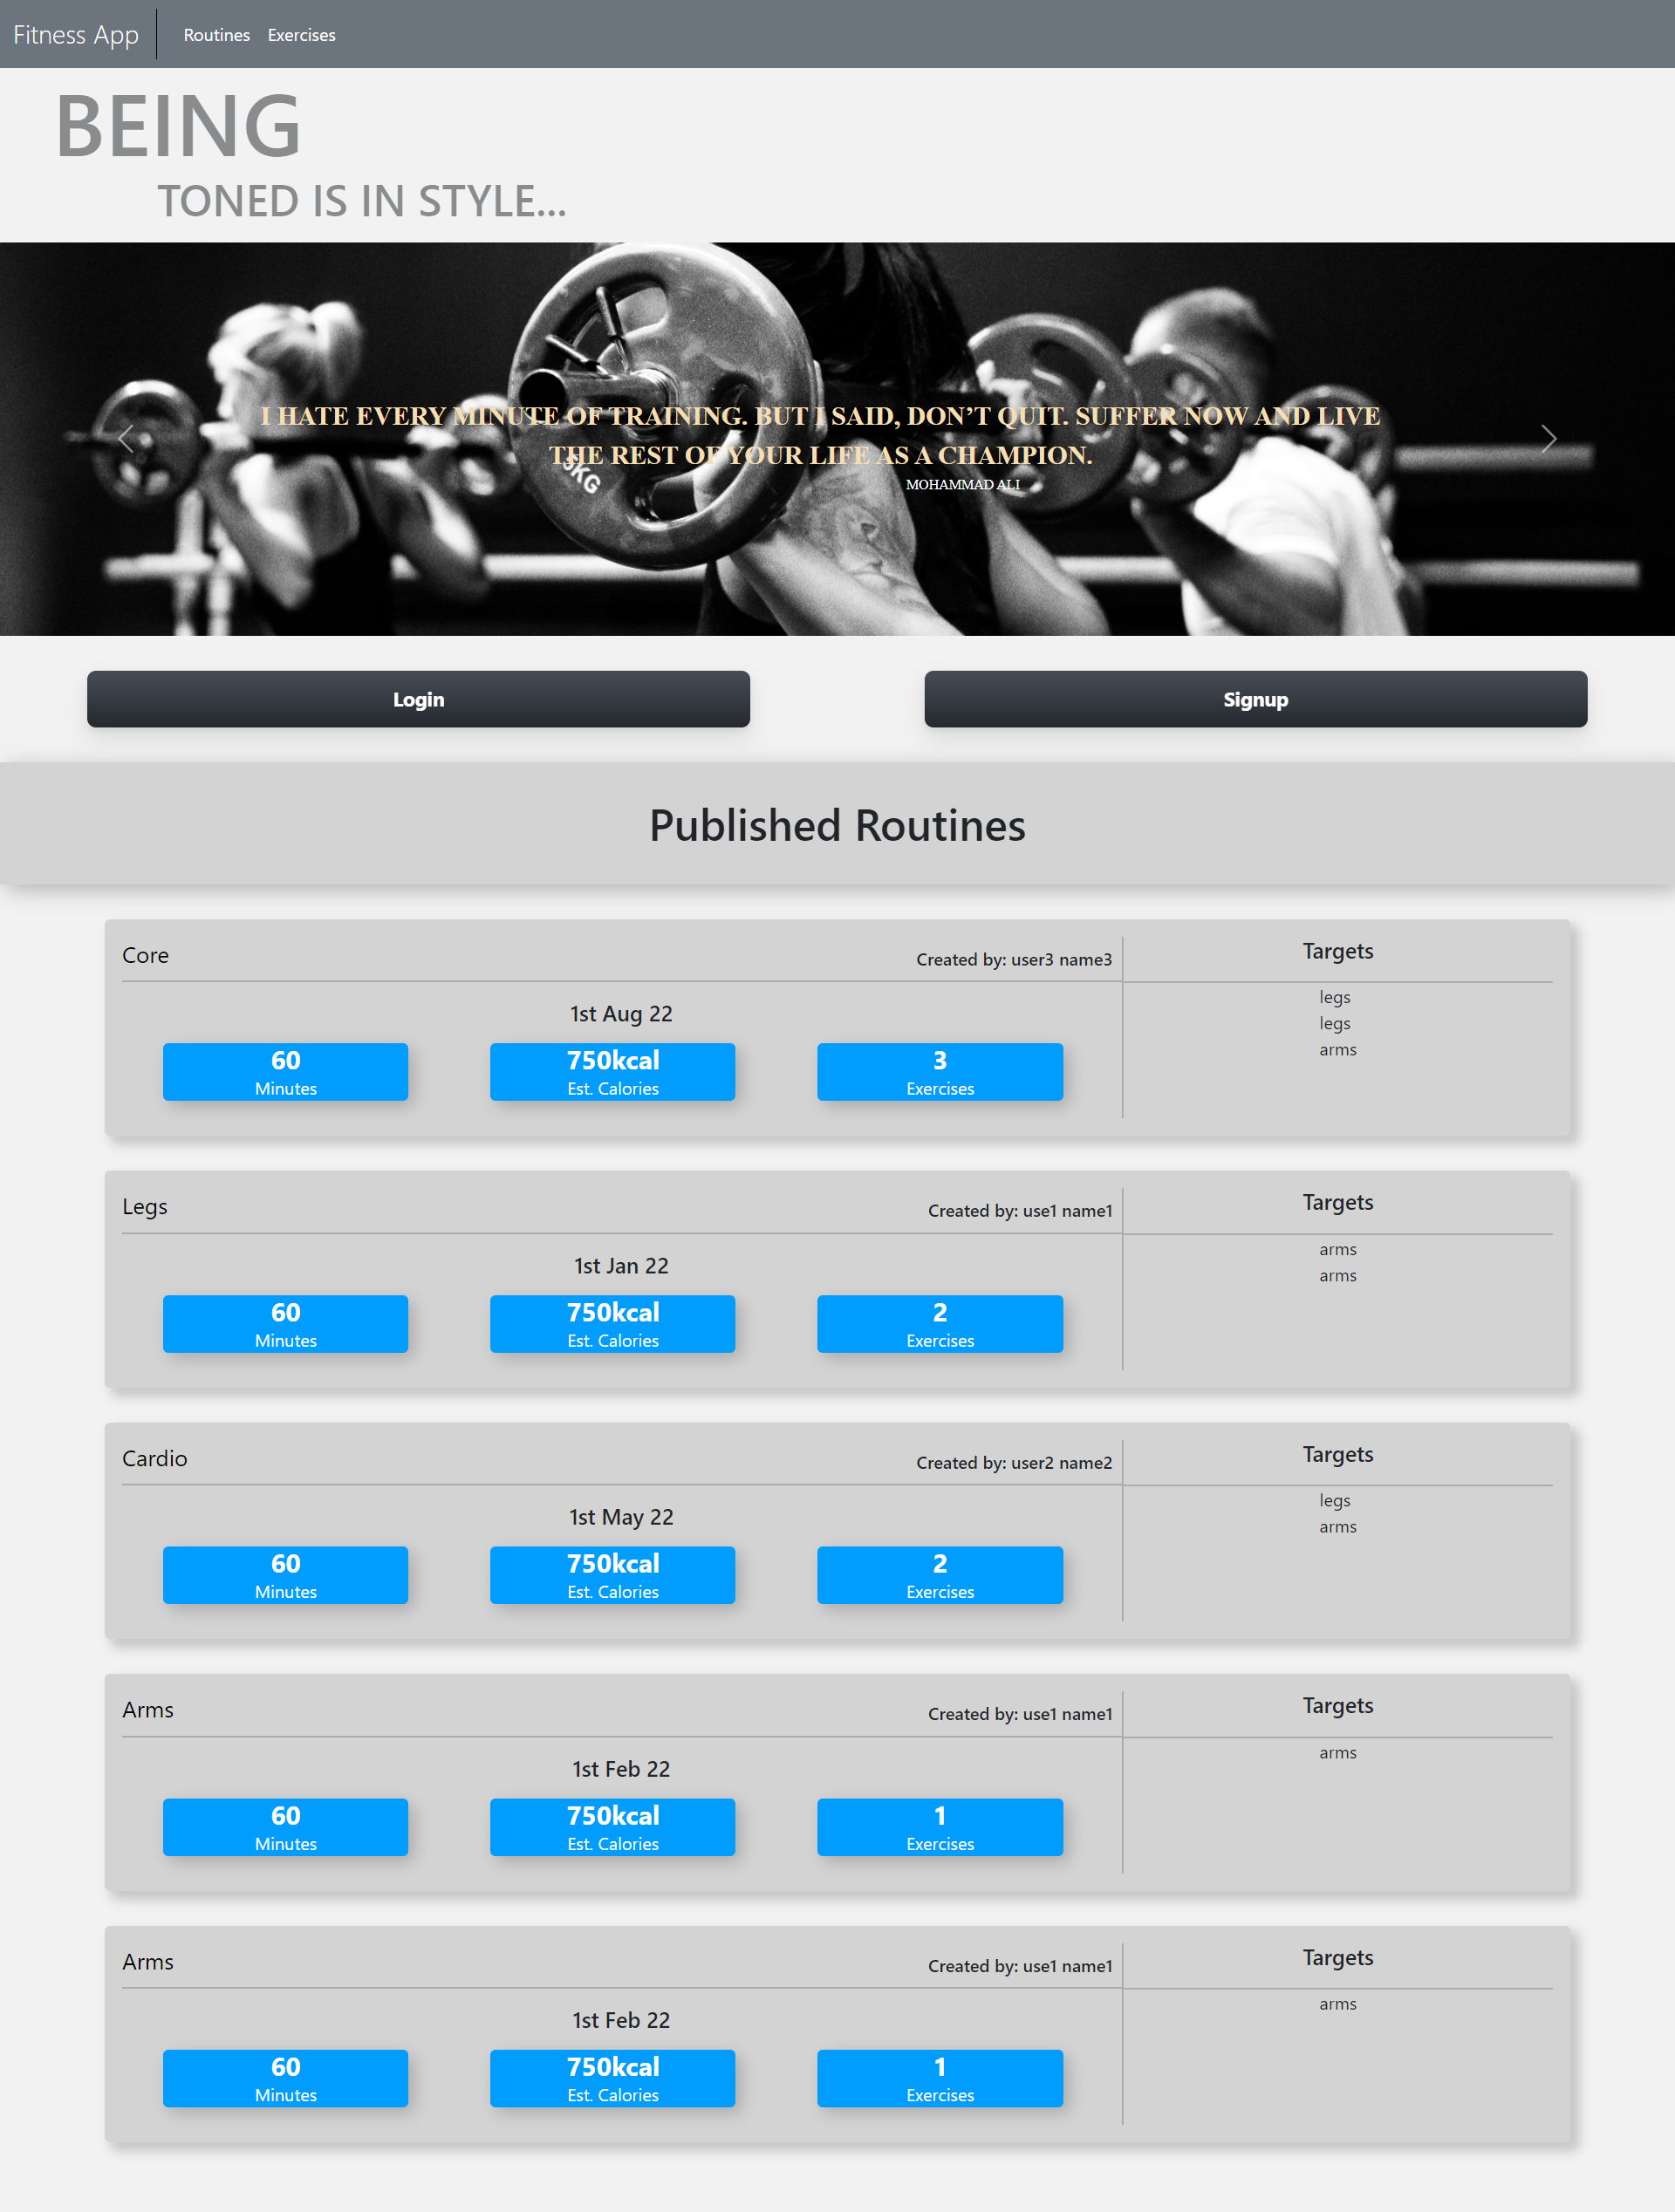 Fitness App
Routines
Exercises
BEING
TONED IS IN STYLE...
I HATE EVERY MINUTE OF TRAINING. BUT I SAID, DON’T QUIT. SUFFER NOW AND LIVE
THE REST OF YOUR LIFE AS A CHAMPION.
MOHAMMAD ALI
KG
Login
Signup
Published Routines
Core
Created by: user3 name3
1st Aug 22
60
Minutes
750kcal
Est. Calories
3
Exercises
Targets
legs
legs
arms
Legs
Created by: use1 name1
1st Jan 22
60
Minutes
750kcal
Est. Calories
2
Exercises
Targets
arms
arms
Cardio
Created by: user2 name2
1st May 22
60
Minutes
750kcal
Est. Calories
2
Exercises
Targets
legs
arms
Arms
Created by: use1 name1
1st Feb 22
60
Minutes
750kcal
Est. Calories
1
Exercises
Targets
arms
Arms
Created by: use1 name1
1st Feb 22
60
Minutes
750kcal
Est. Calories
1
Exercises
Targets
arms